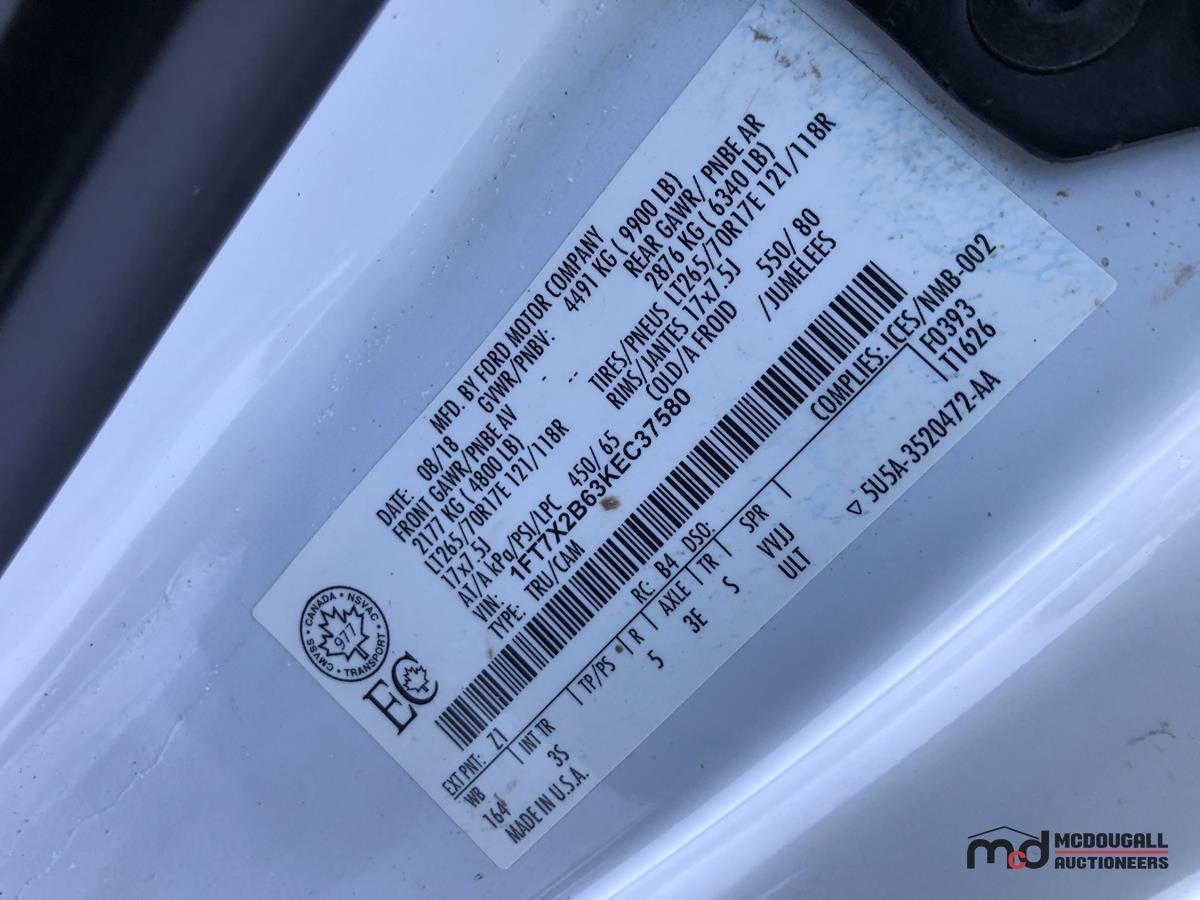 DATE: 08/18 MFD. BY FORD MOTOR COMPANY
GWR/PNBV: 4491 KG ( 9900 LB)
FRONT GAWR/PNBE AV - -- REAR GAWR// PNBE AR
2177 KG ( 4800 LB) 2876 KG ( 6340 LB)
LT265/70R17E 121/118R TIRES/PNEUS LT265/70R17E 121/118R
17x7.5J RIMS/JANTES 17x7.5J
AT/A kPa/PSI/LPC 450/ 65 COLD/A FROID 550/ 80
VIN: 1FT7X2B63KEC37580 /JUMELEES
TYPE: TRU/CAM
CANADA • NSVAC • TRANSPORT • CMVSS •
977
EC
COMPLIES: ICES/NMB-002
EXT PNT: Z1 RC: B4 DSO: F0393
WB INT TR TP/PS R AXLE TR SPR T1626
164 3S 5 3E S VVJJ
MADE IN U.S.A. ULT
▽ 5U5A-3520472-AA
mcd MCDOUGALL
AUCTIONEERS